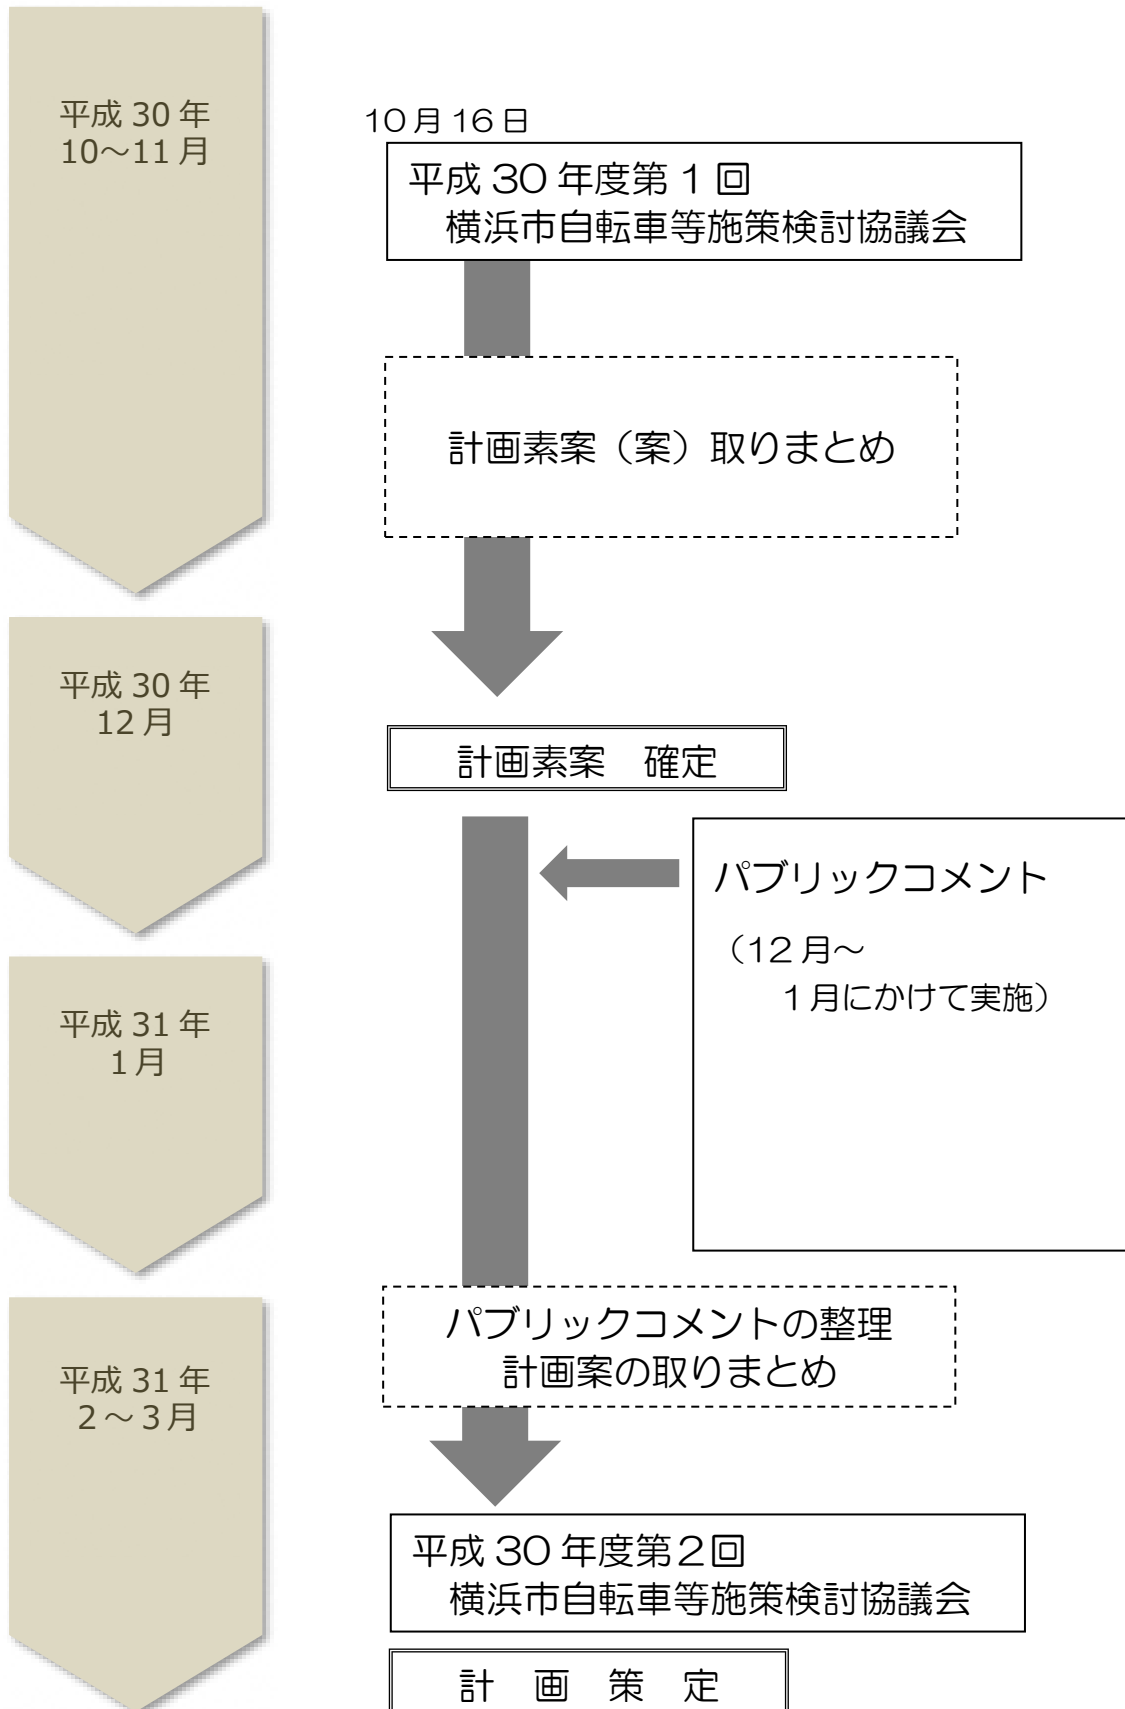 平成 30 年
10～11 月
10月16日
平成 30 年度第 1 回
横浜市自転車等施策検討協議会
計画素案（案）取りまとめ
平成 30 年
12 月
計画素案　確定
パブリックコメント
（12月～
1月にかけて実施）
平成 31 年
1月
パブリックコメントの整理
計画案の取りまとめ
平成 31 年
2～3月
平成 30 年度第2回
横浜市自転車等施策検討協議会
計　画　策　定